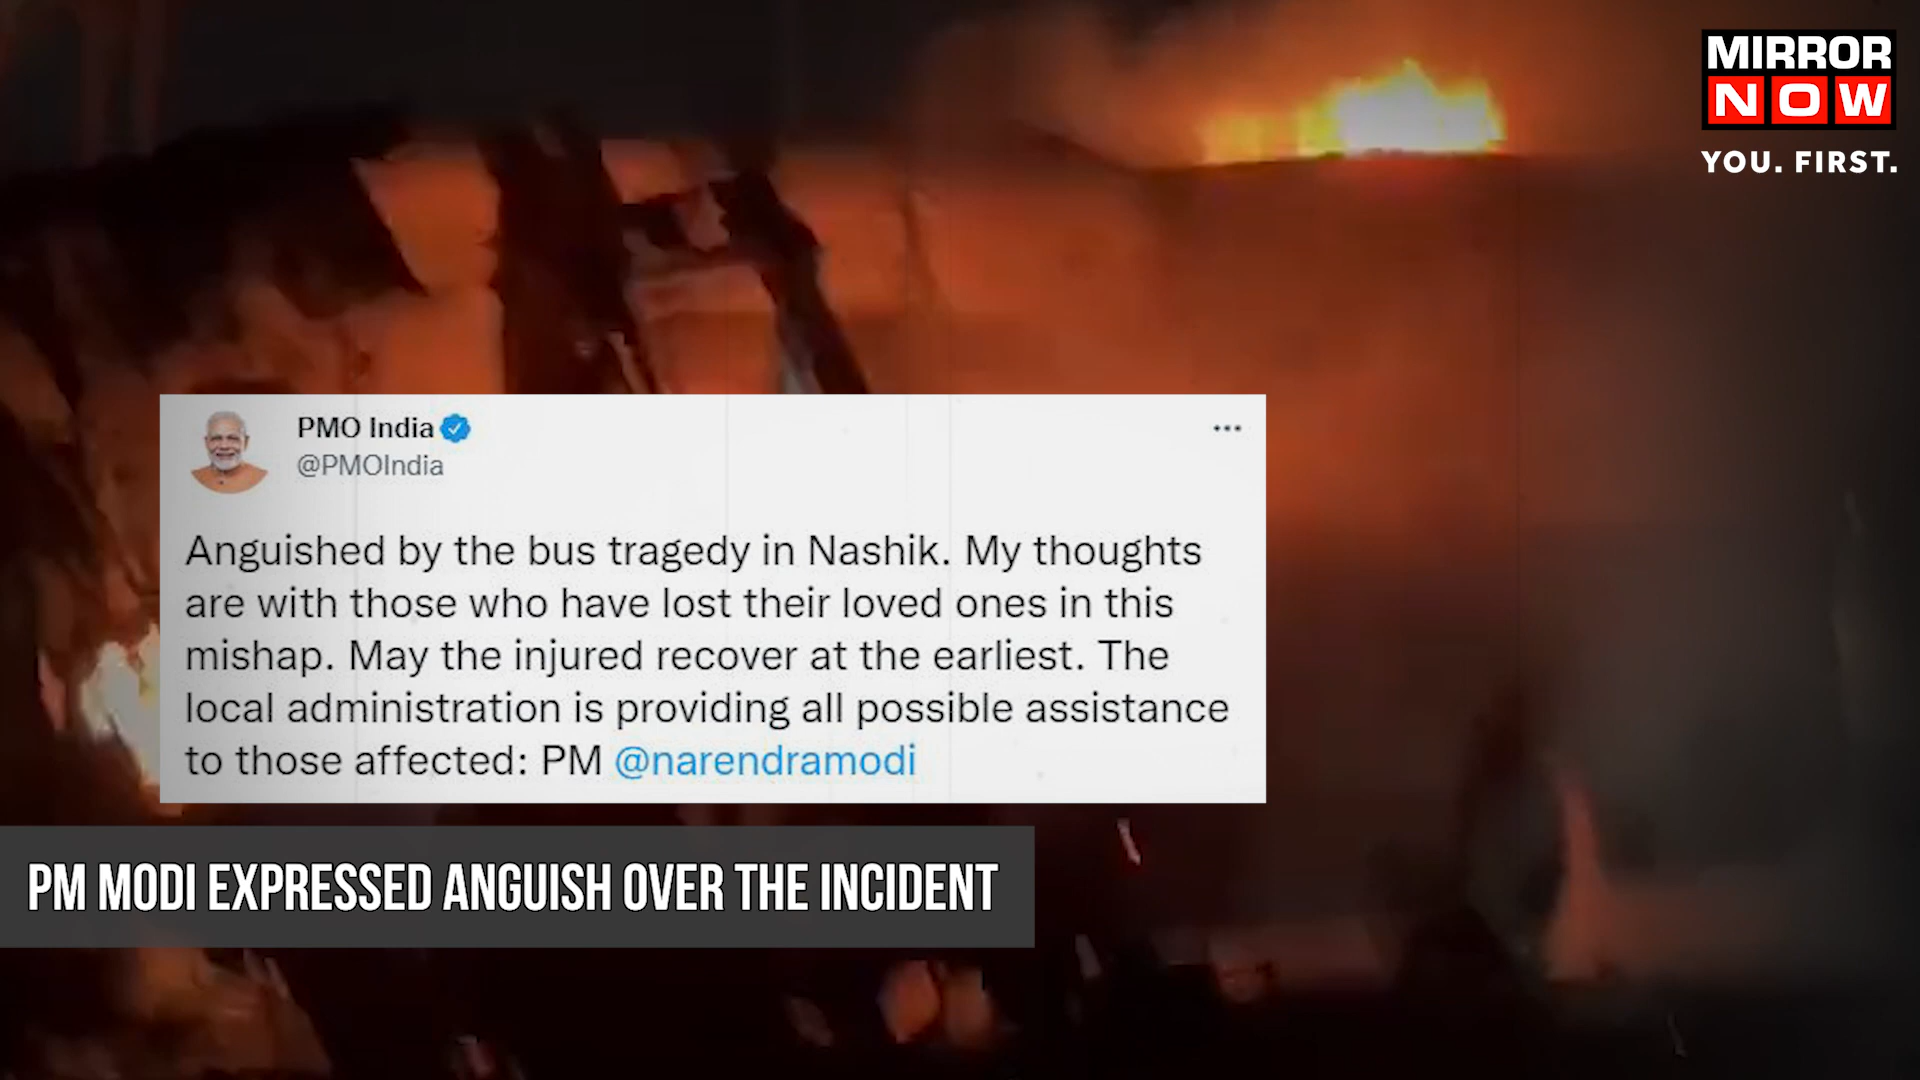 MIRROR
NOW
YOU. FIRST.
PMO India
@PMOIndia
Anguished by the bus tragedy in Nashik. My thoughts
are with those who have lost their loved ones in this
mishap. May the injured recover at the earliest. The
local administration is providing all possible assistance
to those affected: PM @narendramodi
PM MODI EXPRESSED ANGUISH OVER THE INCIDENT